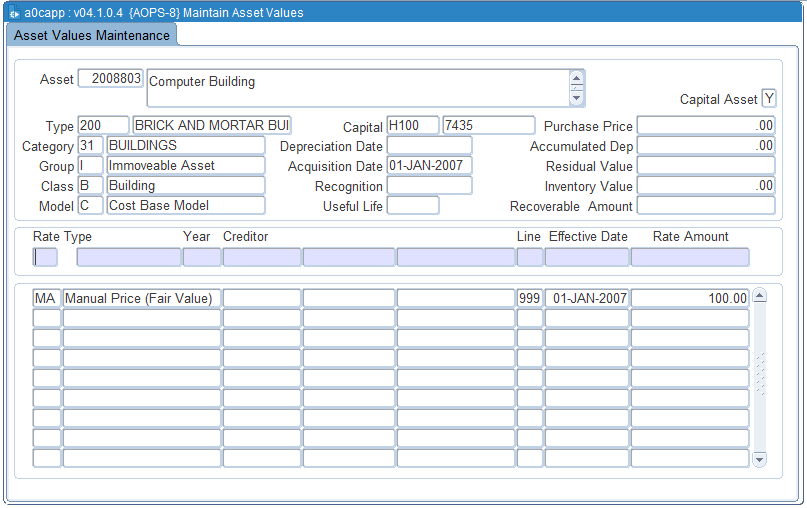 a0capp : v04.1.0.4 {AOPS-8} Maintain Asset Values
Asset Values Maintenance
Asset 2008803 Computer Building
Capital Asset Y
Type 200 BRICK AND MORTAR BUI Capital H100 7435 Purchase Price .00
Category 31 BUILDINGS Depreciation Date Accumulated Dep .00
Group I Immoveable Asset Acquisition Date 01-JAN-2007 Residual Value
Class B Building Recognition Inventory Value .00
Model C Cost Base Model Useful Life Recoverable Amount
Rate Type Year Creditor Line Effective Date Rate Amount
MA Manual Price (Fair Value) 999 01-JAN-2007 100.00